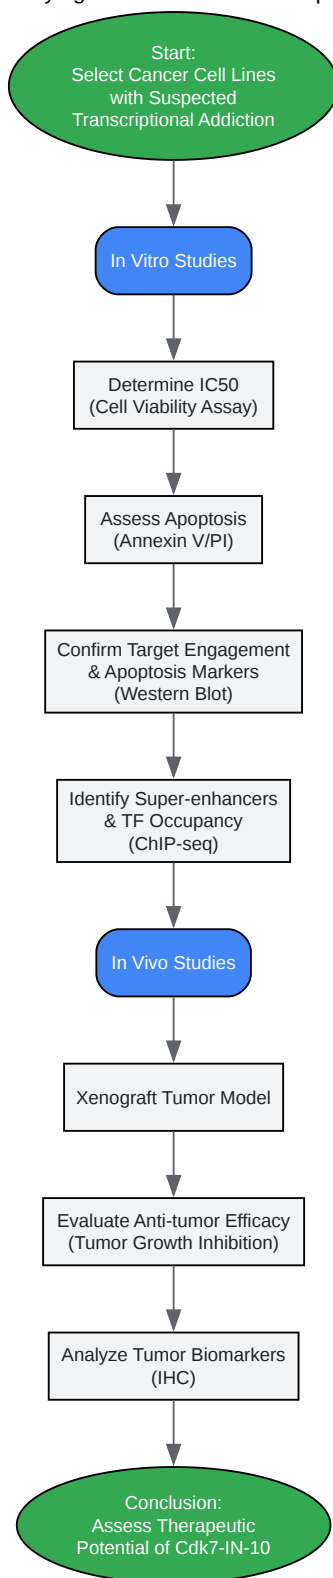 Start:
Select Cancer Cell Lines
with Suspected
Transcriptional Addiction
In Vitro Studies
Determine IC50
(Cell Viability Assay)
Assess Apoptosis
(Annexin V/PI)
Confirm Target Engagement
& Apoptosis Markers
(Western Blot)
Identify Super-enhancers
& TF Occupancy
(ChIP-seq)
In Vivo Studies
Xenograft Tumor Model
Evaluate Anti-tumor Efficacy
(Tumor Growth Inhibition)
Analyze Tumor Biomarkers
(IHC)
Conclusion:
Assess Therapeutic
Potential of Cdk7-IN-10